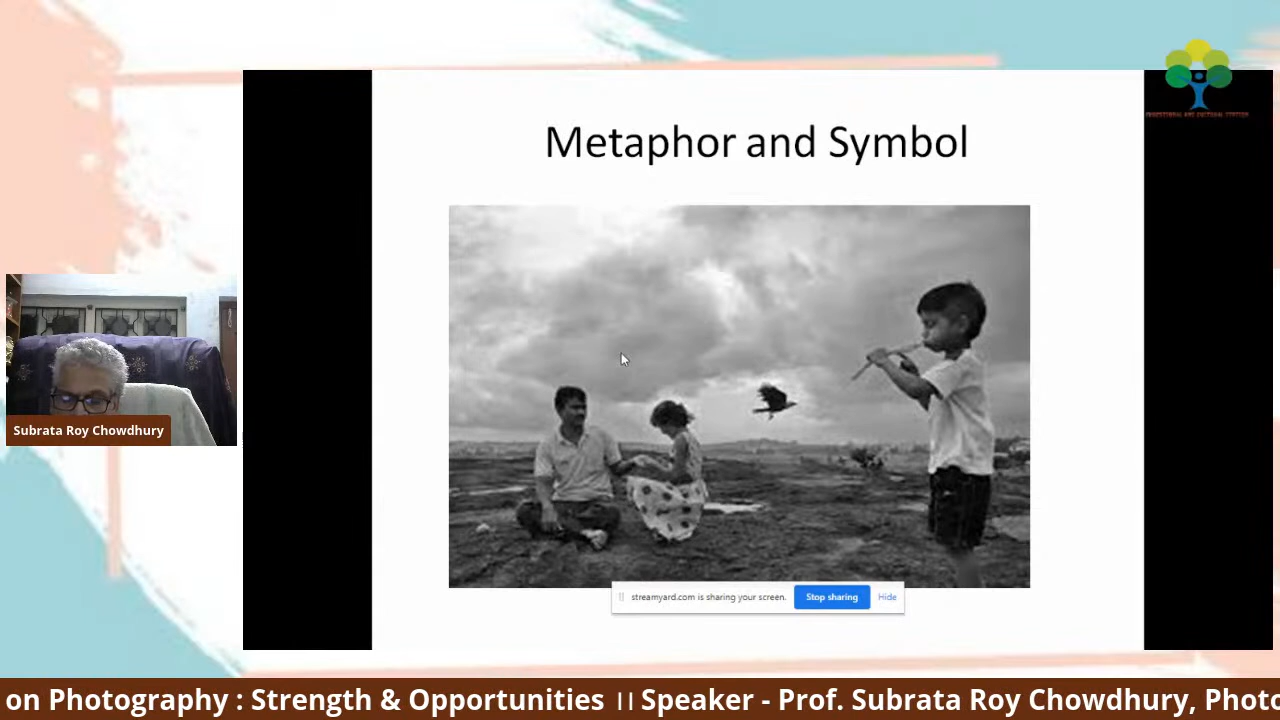 Metaphor and Symbol
streamyard.com is sharing your screen. Stop sharing Hide
Subrata Roy Chowdhury
on Photography : Strength & Opportunities ।। Speaker - Prof. Subrata Roy Chowdhury, Photo